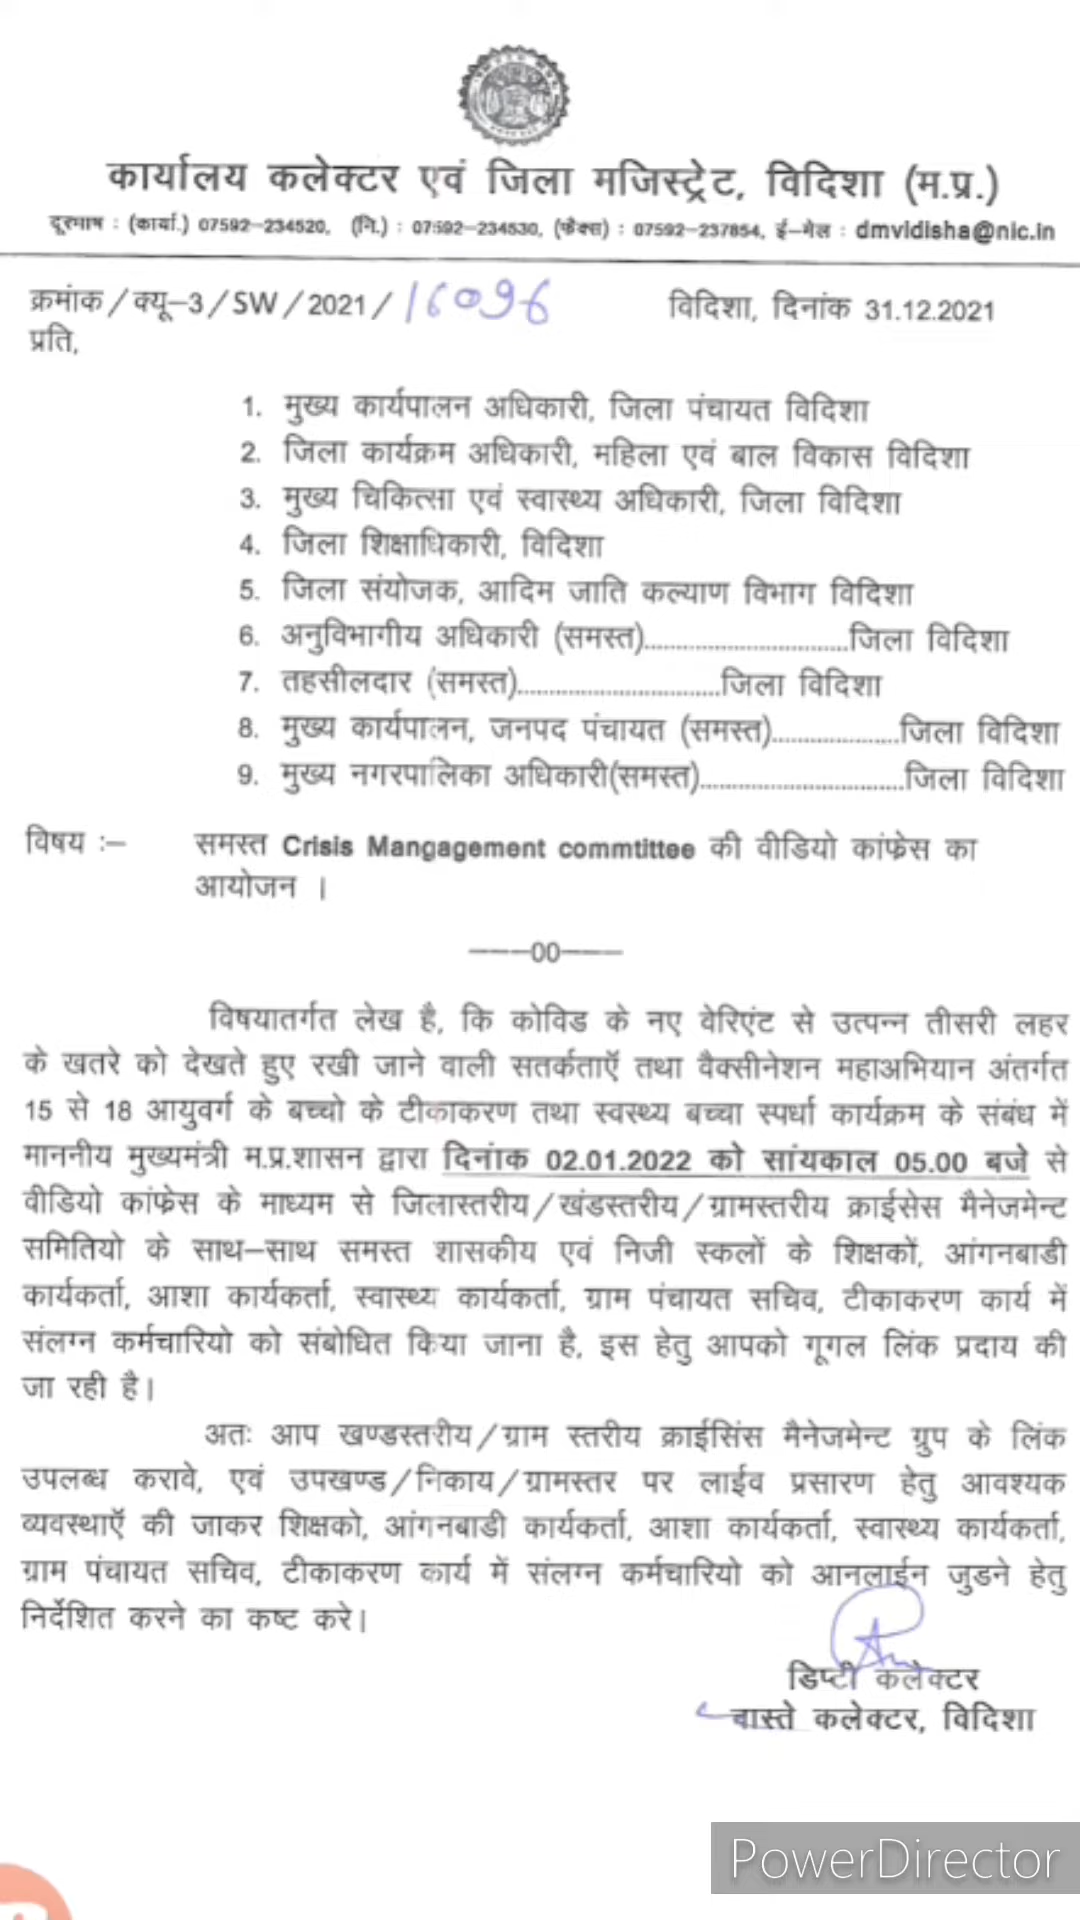 कार्यालय कलेक्टर एवं जिला मजिस्ट्रेट, विदिशा (म.प्र.)
दूरभाष : (कार्या.) 07592-234520, (नि.) : 07592-234530, (फेक्स) : 07592-237854, ई-मेल : dmvidisha@nic.in
क्रमांक/क्यू-3/SW/2021/16096 विदिशा, दिनांक 31.12.2021
प्रति,
1. मुख्य कार्यपालन अधिकारी, जिला पंचायत विदिशा
2. जिला कार्यक्रम अधिकारी, महिला एवं बाल विकास विदिशा
3. मुख्य चिकित्सा एवं स्वास्थ्य अधिकारी, जिला विदिशा
4. जिला शिक्षाधिकारी, विदिशा
5. जिला संयोजक, आदिम जाति कल्याण विभाग विदिशा
6. अनुविभागीय अधिकारी (समस्त)................................जिला विदिशा
7. तहसीलदार (समस्त)................................जिला विदिशा
8. मुख्य कार्यपालन, जनपद पंचायत (समस्त)....................जिला विदिशा
9. मुख्य नगरपालिका अधिकारी(समस्त)................................जिला विदिशा
विषय :- समस्त Crisis Mangagement commtittee की वीडियो कांफ्रेस का
आयोजन ।
----00----
विषयातर्गत लेख है, कि कोविड के नए वेरिएंट से उत्पन्न तीसरी लहर
के खतरे को देखते हुए रखी जाने वाली सतर्कताऍ तथा वैक्सीनेशन महाअभियान अंतर्गत
15 से 18 आयुवर्ग के बच्चो के टीकाकरण तथा स्वस्थ्य बच्चा स्पर्धा कार्यक्रम के संबंध में
माननीय मुख्यमंत्री म.प्र.शासन द्वारा दिनांक 02.01.2022 को सांयकाल 05.00 बजे से
वीडियो कांफ्रेस के माध्यम से जिलास्तरीय/खंडस्तरीय/ग्रामस्तरीय क्राईसेस मैनेजमेन्ट
समितियो के साथ-साथ समस्त शासकीय एवं निजी स्कलों के शिक्षकों, आंगनबाडी
कार्यकर्ता, आशा कार्यकर्ता, स्वास्थ्य कार्यकर्ता, ग्राम पंचायत सचिव, टीकाकरण कार्य में
संलग्न कर्मचारियो को संबोधित किया जाना है, इस हेतु आपको गूगल लिंक प्रदाय की
जा रही है।
अतः आप खण्डस्तरीय/ग्राम स्तरीय क्राईसिंस मैनेजमेन्ट ग्रुप के लिंक
उपलब्ध करावे, एवं उपखण्ड/निकाय/ग्रामस्तर पर लाईव प्रसारण हेतु आवश्यक
व्यवस्थाऍ की जाकर शिक्षको, आंगनबाडी कार्यकर्ता, आशा कार्यकर्ता, स्वास्थ्य कार्यकर्ता,
ग्राम पंचायत सचिव, टीकाकरण कार्य में संलग्न कर्मचारियो को आनलाईन जुडने हेतु
निर्देशित करने का कष्ट करे।
डिप्टी कलेक्टर
वास्ते कलेक्टर, विदिशा
PowerDirector